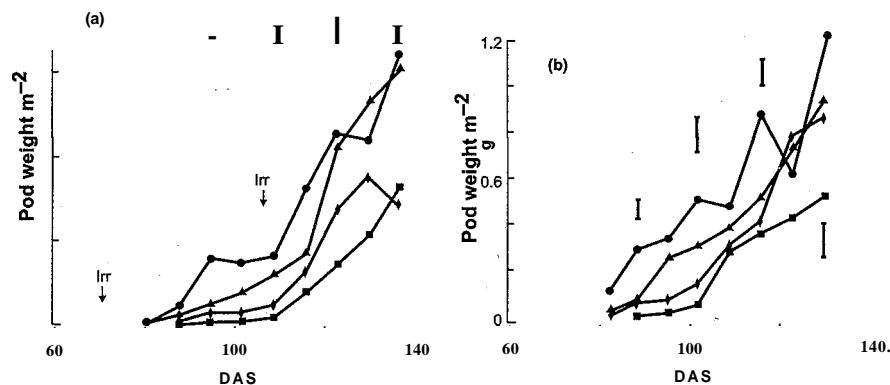 (a)
Pod weight m⁻²
Irr
Irr
60
100
140
DAS
(b)
Pod weight m⁻²
g
1.2
0.6
0
60
100
140.
DAS